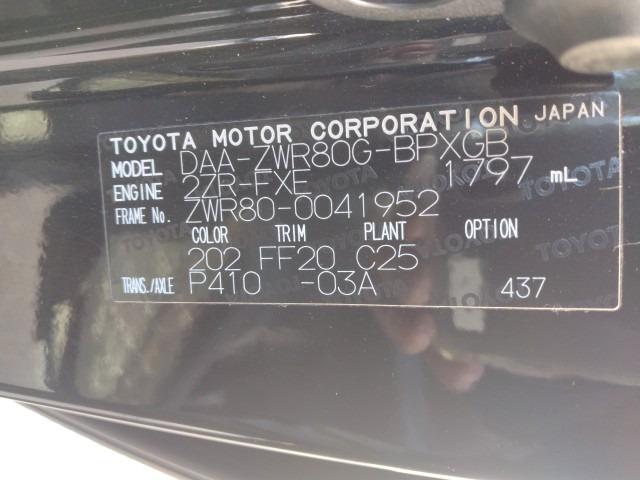 TOYOTA MOTOR CORPORATION JAPAN
MODEL DAA-ZWR80G-BPXGB
ENGINE 2ZR-FXE 1797 mL
FRAME No. ZWR80-0041952
COLOR TRIM PLANT OPTION
202 FF20 C25
TRANS./AXLE P410 -03A 437